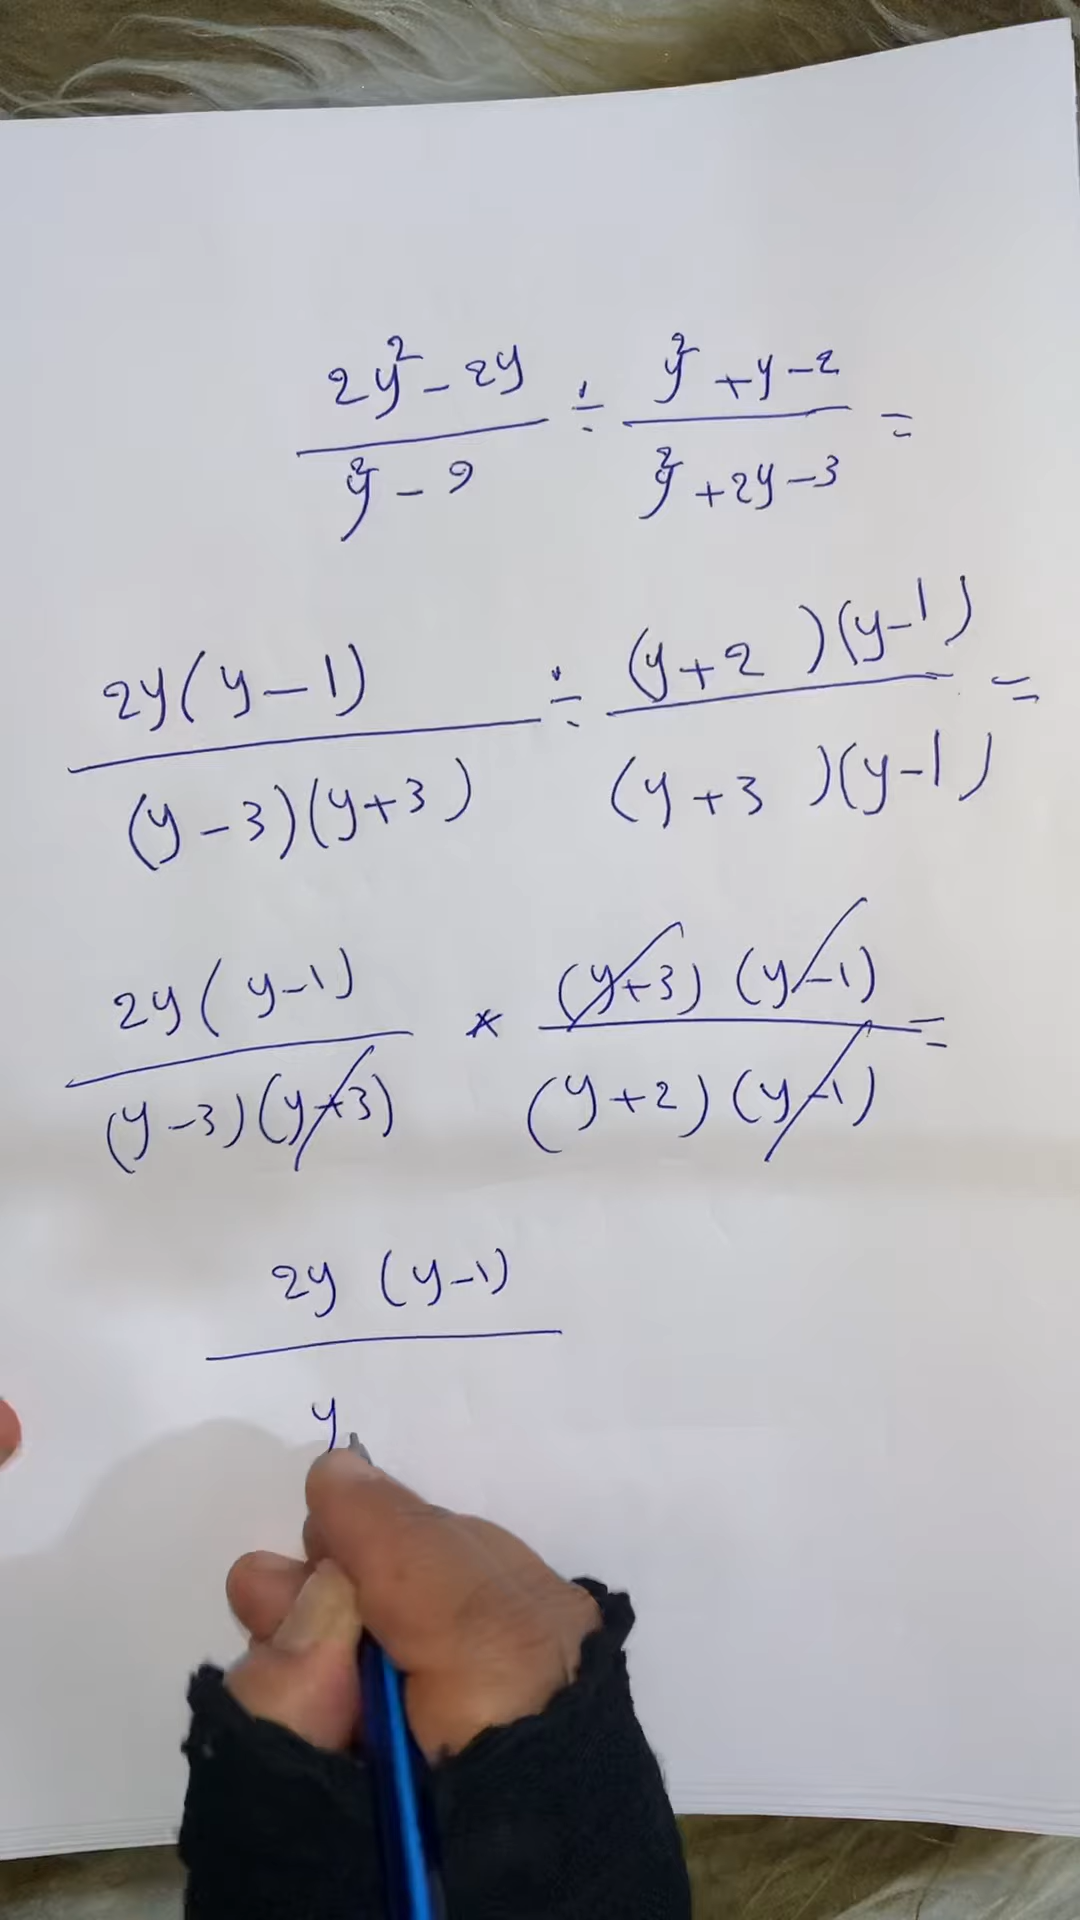 2y² - 2y / y² - 9 ÷ y² + y - 2 / y² + 2y - 3 =
2y(y - 1) / (y - 3)(y + 3) ÷ (y + 2)(y - 1) / (y + 3)(y - 1) =
2y(y - 1) / (y - 3)(y + 3) * (y + 3)(y - 1) / (y + 2)(y - 1) =
2y (y - 1) / y